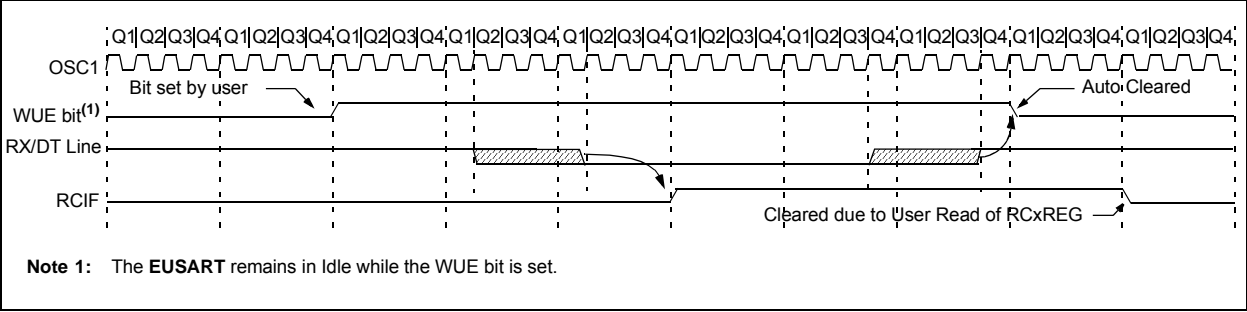 Q1 Q2 Q3 Q4 Q1 Q2 Q3 Q4 Q1 Q2 Q3 Q4 Q1 Q2 Q3 Q4 Q1 Q2 Q3 Q4 Q1 Q2 Q3 Q4 Q1 Q2 Q3 Q4 Q1 Q2 Q3 Q4 Q1 Q2 Q3 Q4 Q1 Q2 Q3 Q4
OSC1
Bit set by user
Auto Cleared
WUE bit(1)
RX/DT Line
RCIF
Cleared due to User Read of RCxREG
Note 1: The EUSART remains in Idle while the WUE bit is set.